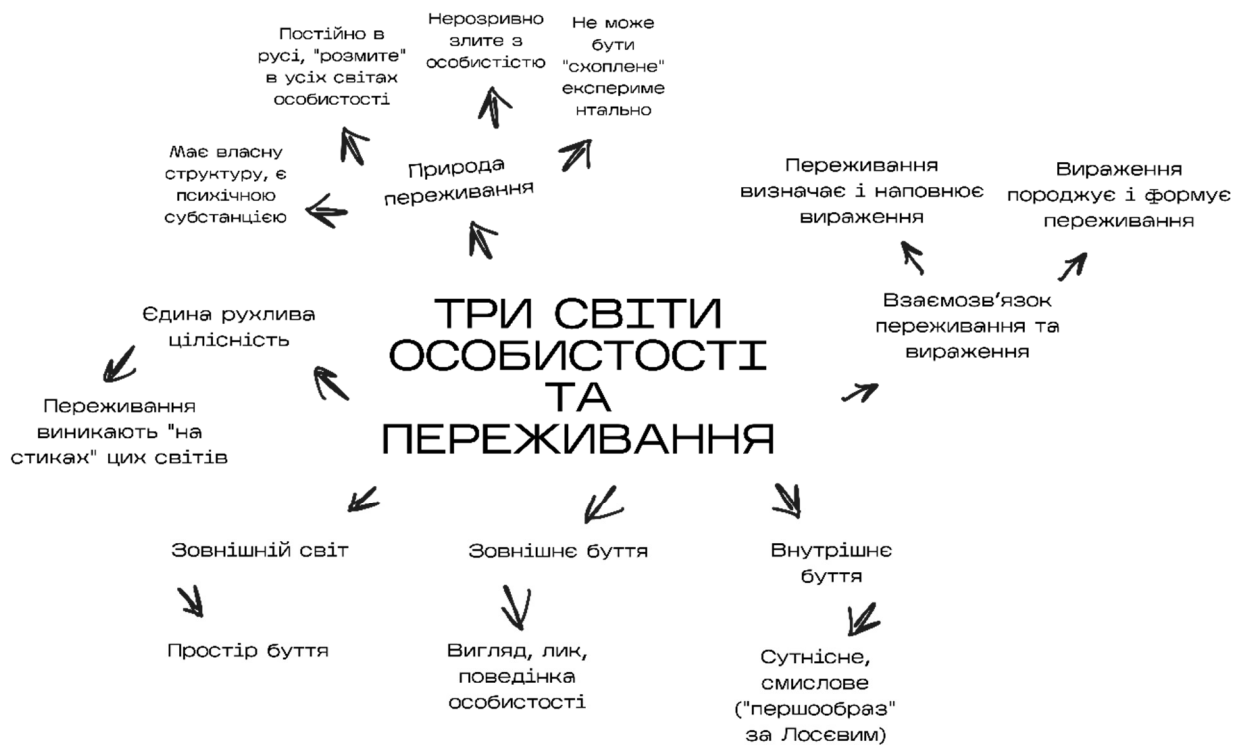 Постійно в
русі, "розмите"
в усіх світах
особистості
Нерозривно
злите з
особистістю
Не може
бути
"схоплене"
експериме
нтально
Має власну
структуру, є
психічною
субстанцією
Природа
переживання
Переживання
визначає і наповнює
вираження
Вираження
породжує і формує
переживання
Взаємозв'язок
переживання та
вираження
Єдина рухлива
цілісність
ТРИ СВІТИ
ОСОБИСТОСТІ
ТА
ПЕРЕЖИВАННЯ
Переживання
виникають "на
стиках" цих світів
Зовнішній світ
Зовнішнє буття
Внутрішнє
буття
Простір буття
Вигляд, лик,
поведінка
особистості
Сутнісне,
смислове
("першообраз"
за Лосєвим)